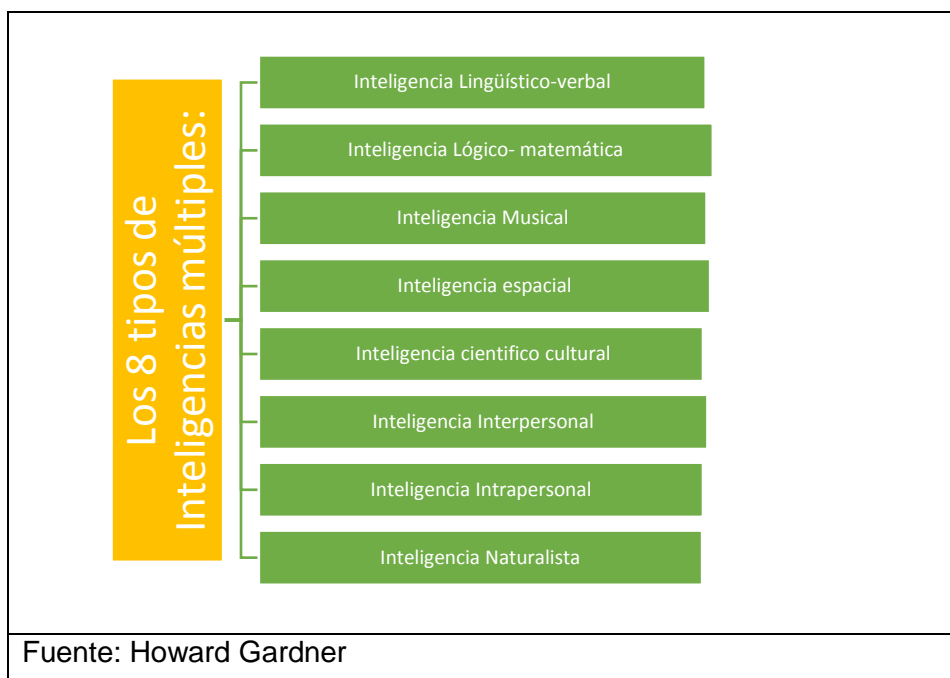 Los 8 tipos de
Inteligencias múltiples:
Inteligencia Lingüístico-verbal
Inteligencia Lógico- matemática
Inteligencia Musical
Inteligencia espacial
Inteligencia cientifico cultural
Inteligencia Interpersonal
Inteligencia Intrapersonal
Inteligencia Naturalista
Fuente: Howard Gardner